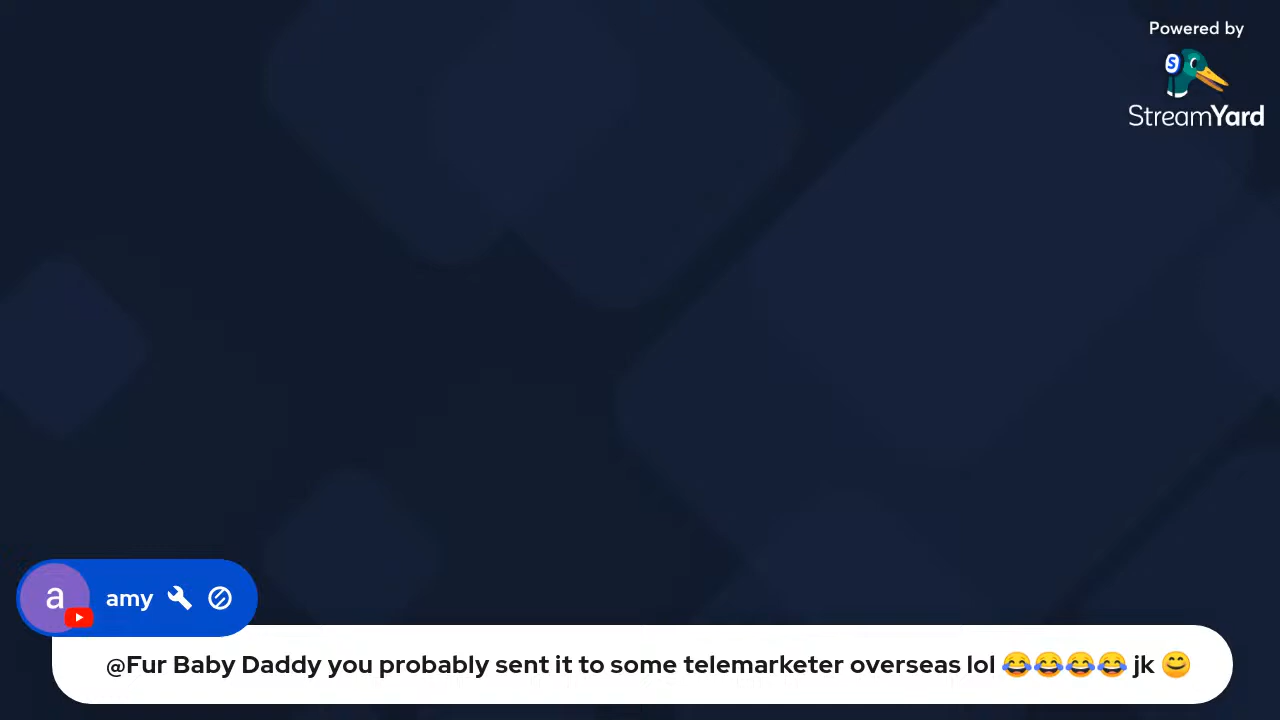 Powered by
S
StreamYard
a
amy
@Fur Baby Daddy you probably sent it to some telemarketer overseas lol 😂😂😂😂 jk 😊